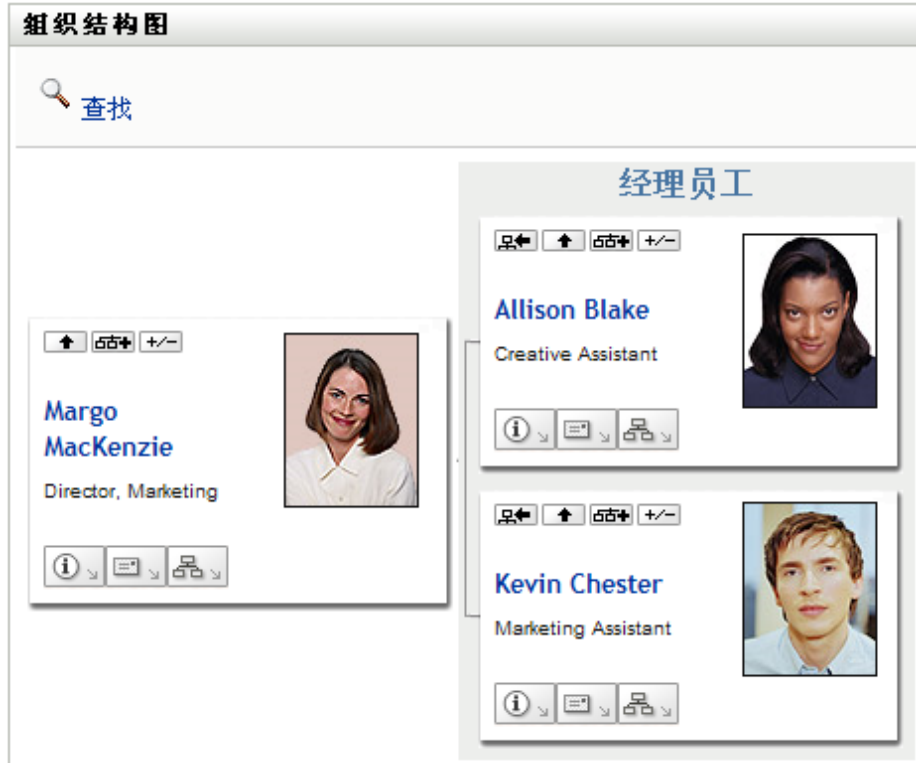 组织结构图
查找
经理员工
+/−
Margo
MacKenzie
Director, Marketing
+/−
Allison Blake
Creative Assistant
+/−
Kevin Chester
Marketing Assistant